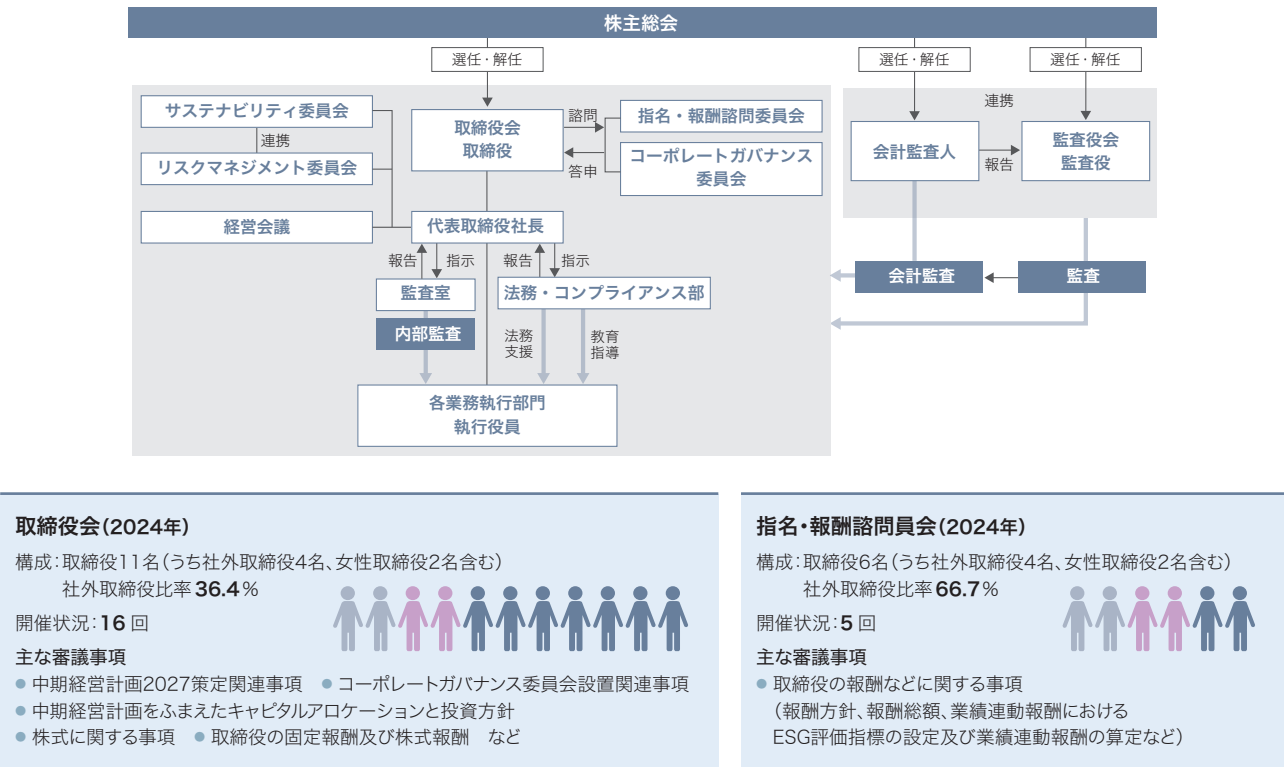 株主総会
選任・解任
選任・解任
選任・解任
サステナビリティ委員会
連携
リスクマネジメント委員会
経営会議
取締役会
取締役
諮問
答申
指名・報酬諮問委員会
コーポレートガバナンス
委員会
代表取締役社長
報告
指示
報告
指示
監査室
法務・コンプライアンス部
内部監査
法務
支援
教育
指導
各業務執行部門
執行役員
連携
会計監査人
報告
監査役会
監査役
会計監査
監査
取締役会（2024年）
構成：取締役11名（うち社外取締役4名、女性取締役2名含む）
社外取締役比率 36.4％
開催状況：16 回
主な審議事項
● 中期経営計画2027策定関連事項 ● コーポレートガバナンス委員会設置関連事項
● 中期経営計画をふまえたキャピタルアロケーションと投資方針
● 株式に関する事項 ● 取締役の固定報酬及び株式報酬 など
指名・報酬諮問員会（2024年）
構成：取締役6名（うち社外取締役4名、女性取締役2名含む）
社外取締役比率 66.7％
開催状況：5 回
主な審議事項
● 取締役の報酬などに関する事項
（報酬方針、報酬総額、業績連動報酬における
ESG評価指標の設定及び業績連動報酬の算定など）